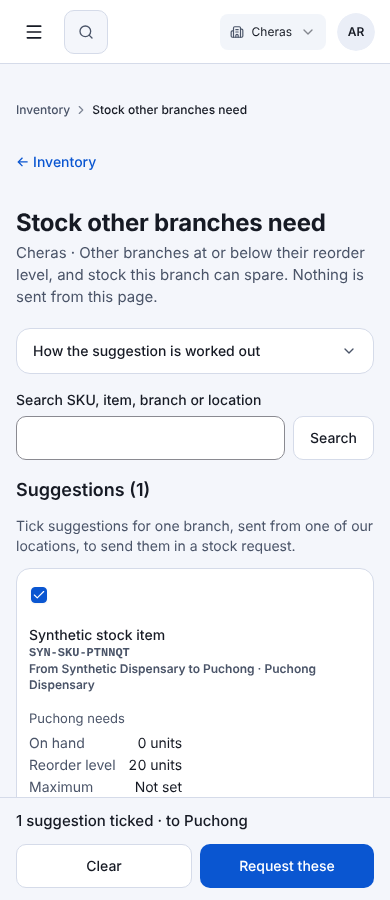 Cheras
AR
Inventory > Stock other branches need
← Inventory
Stock other branches need
Cheras · Other branches at or below their reorder
level, and stock this branch can spare. Nothing is
sent from this page.
How the suggestion is worked out
Search SKU, item, branch or location
Search
Suggestions (1)
Tick suggestions for one branch, sent from one of our
locations, to send them in a stock request.
Synthetic stock item
SYN-SKU-PTNNQT
From Synthetic Dispensary to Puchong · Puchong
Dispensary
Puchong needs
On hand 0 units
Reorder level 20 units
Maximum Not set
1 suggestion ticked · to Puchong
Clear
Request these